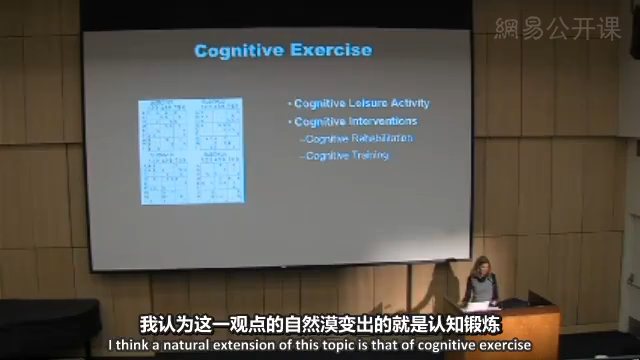 網易公开课
Cognitive Exercise
• Cognitive Leisure Activity
• Cognitive Interventions
–Cognitive Rehabilitation
–Cognitive Training
我认为这一观点的自然漠变出的就是认知锻炼
I think a natural extension of this topic is that of cognitive exercise